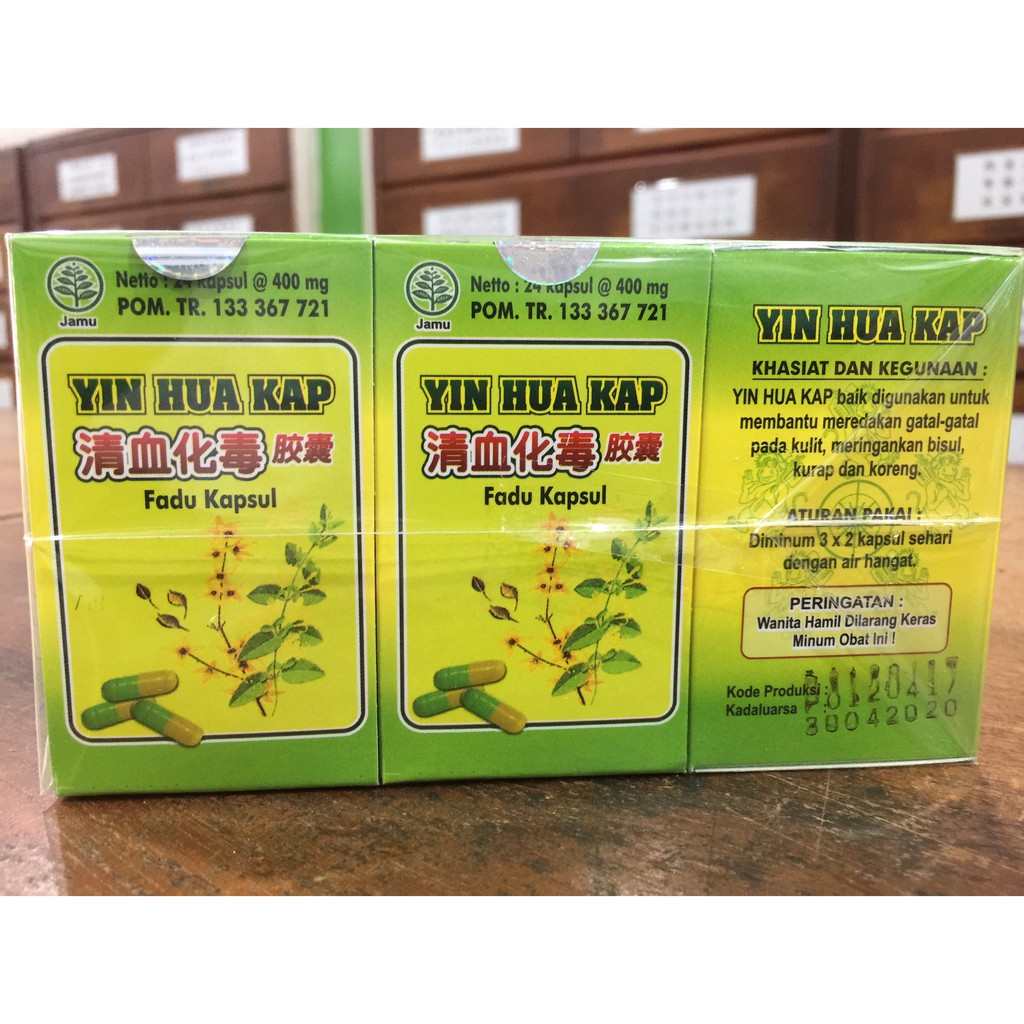 Netto : 24 Kapsul @ 400 mg
POM. TR. 133 367 721
Jamu
YIN HUA KAP
清血化毒胶囊
Fadu Kapsul
Netto : 24 Kapsul @ 400 mg
POM. TR. 133 367 721
Jamu
YIN HUA KAP
清血化毒胶囊
Fadu Kapsul
YIN HUA KAP
KHASIAT DAN KEGUNAAN :
YIN HUA KAP baik digunakan untuk
membantu meredakan gatal-gatal
pada kulit, meringankan bisul,
kurap dan koreng.
ATURAN PAKAI :
Diminum 3 x 2 kapsul sehari
dengan air hangat.
PERINGATAN :
Wanita Hamil Dilarang Keras
Minum Obat Ini !
Kode Produksi :
Kadaluarsa 30042020